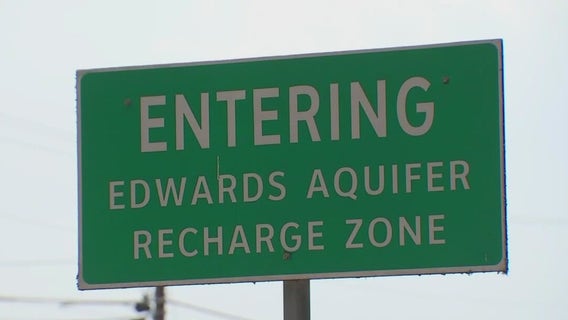 ENTERING
EDWARDS AQUIFER
RECHARGE ZONE